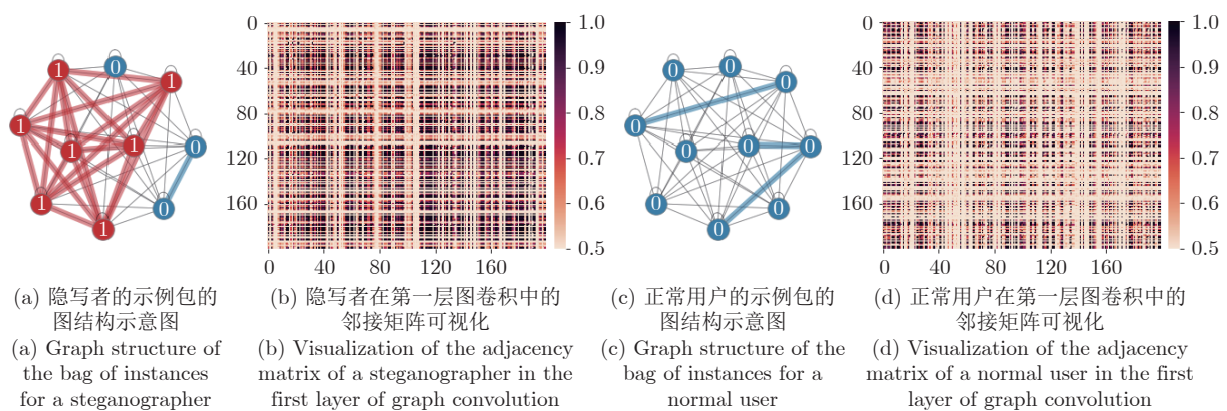 1
0
1
1
1
1
0
1
0
1
0
40
80
120
160
0
40
80
120
160
1.0
0.9
0.8
0.7
0.6
0.5
0
0
0
0
0
0
0
0
0
0
0
40
80
120
160
0
40
80
120
160
1.0
0.9
0.8
0.7
0.6
0.5
(a) 隐写者的示例包的
图结构示意图
(a) Graph structure of
the bag of instances
for a steganographer
(b) 隐写者在第一层图卷积中的
邻接矩阵可视化
(b) Visualization of the adjacency
matrix of a steganographer in the
first layer of graph convolution
(c) 正常用户的示例包的
图结构示意图
(c) Graph structure of the
bag of instances for a
normal user
(d) 正常用户在第一层图卷积中的
邻接矩阵可视化
(d) Visualization of the adjacency
matrix of a normal user in the first
layer of graph convolution